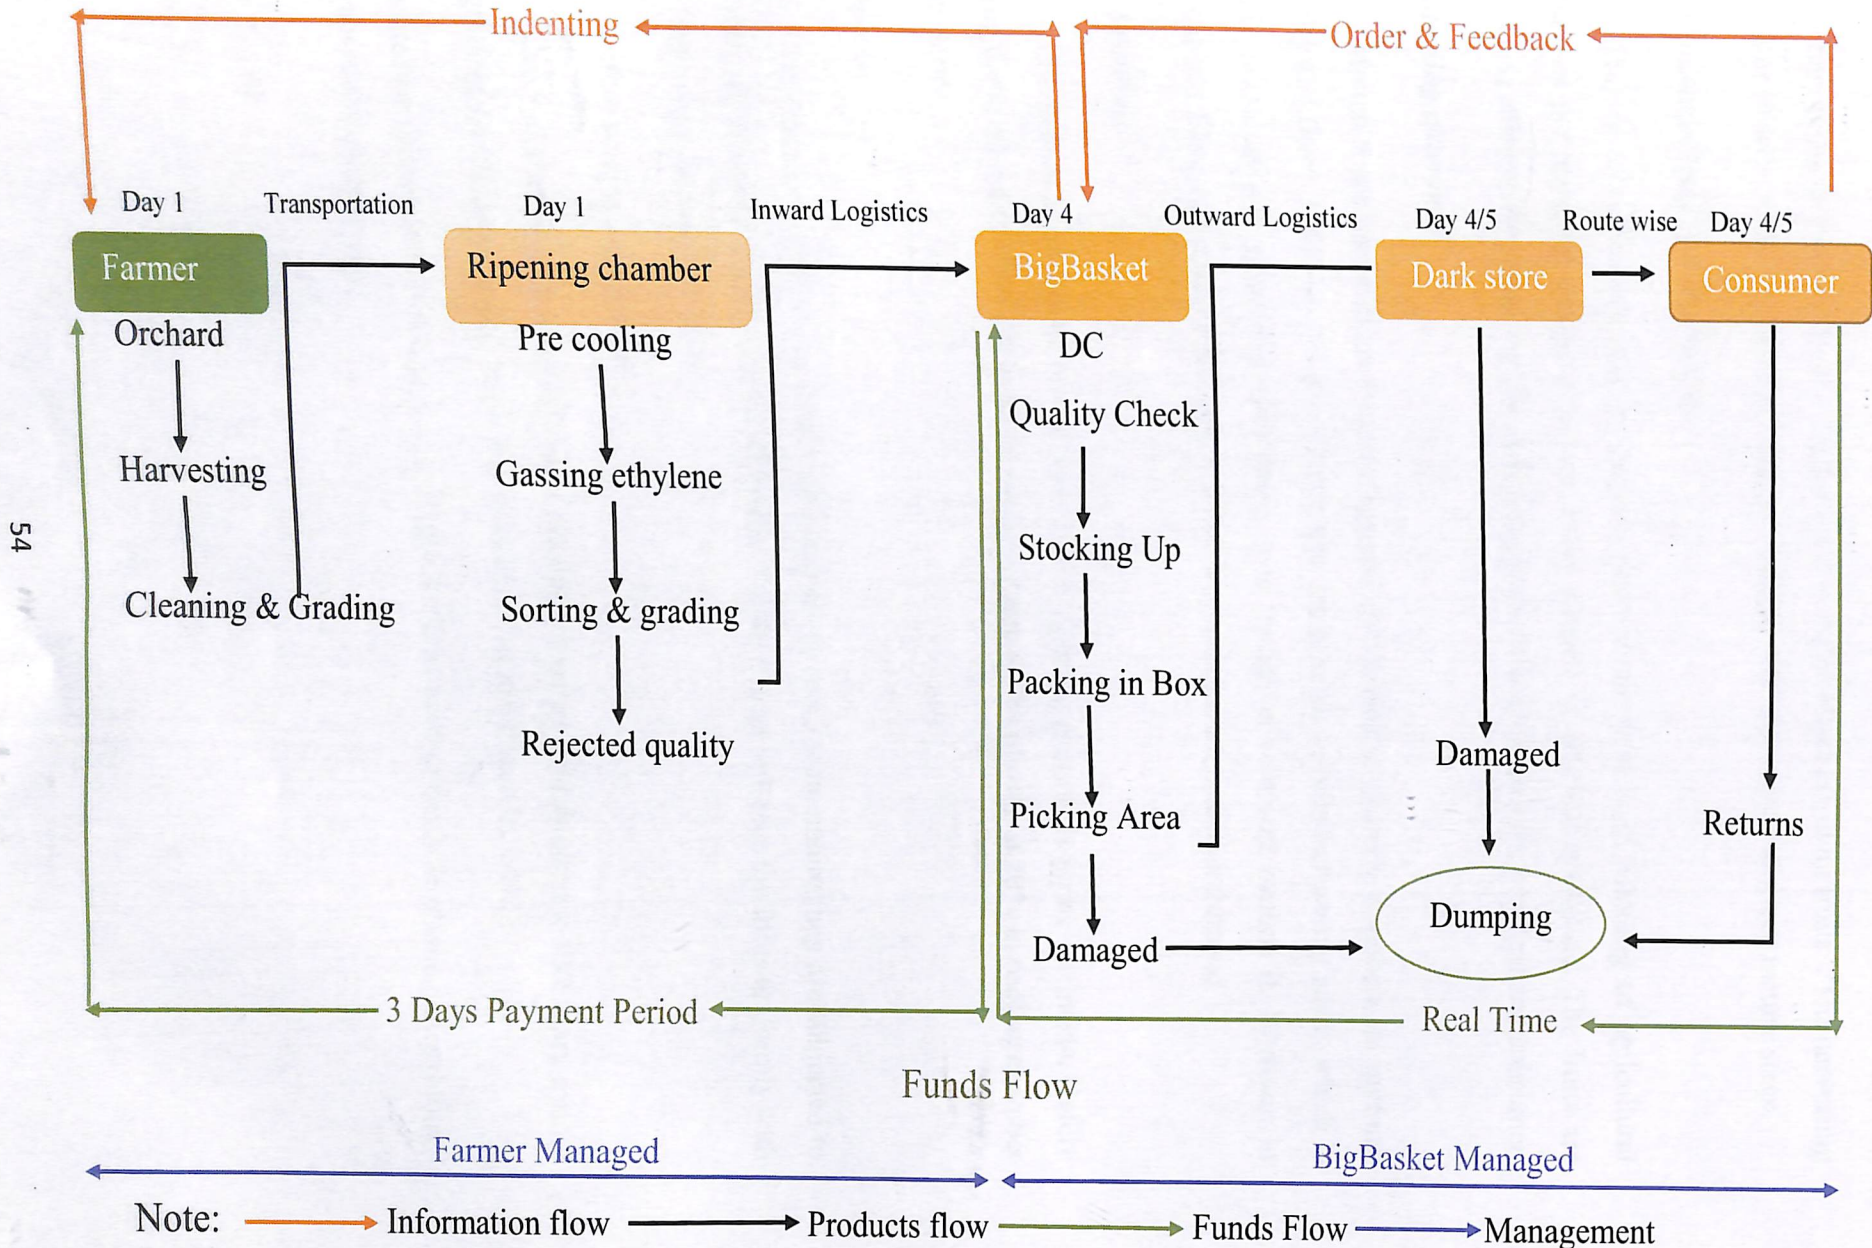 Indenting
Order & Feedback
Day 1
Transportation
Day 1
Inward Logistics
Day 4
Outward Logistics
Day 4/5
Route wise
Day 4/5
Farmer
Ripening chamber
BigBasket
Dark store
Consumer
Orchard
Harvesting
Cleaning & Grading
Pre cooling
Gassing ethylene
Sorting & grading
Rejected quality
DC
Quality Check
Stocking Up
Packing in Box
Picking Area
Damaged
Damaged
Dumping
Returns
3 Days Payment Period
Real Time
Funds Flow
Farmer Managed
BigBasket Managed
Note: Information flow Products flow Funds Flow Management
54